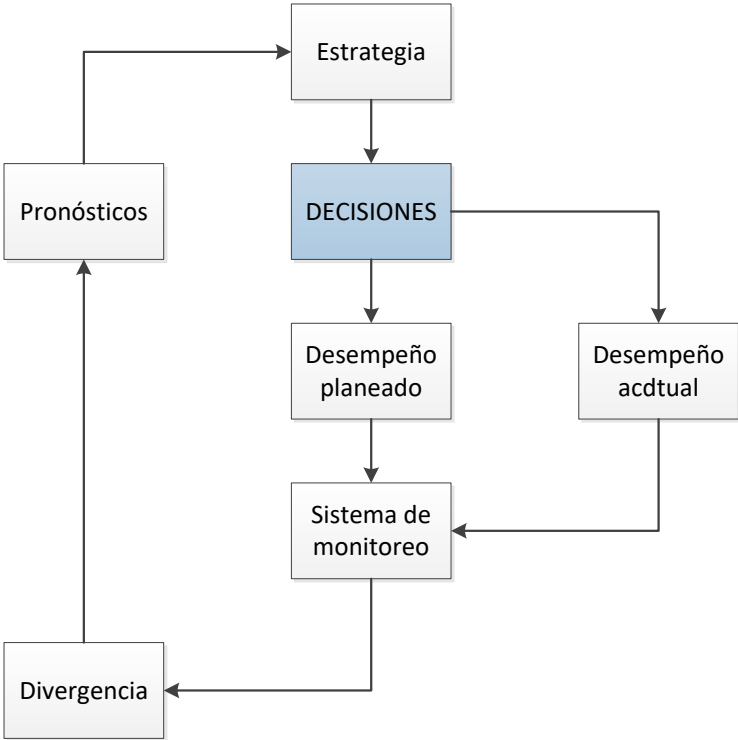 Estrategia
Pronósticos
DECISIONES
Desempeño
planeado
Desempeño
acdtual
Sistema de
monitoreo
Divergencia